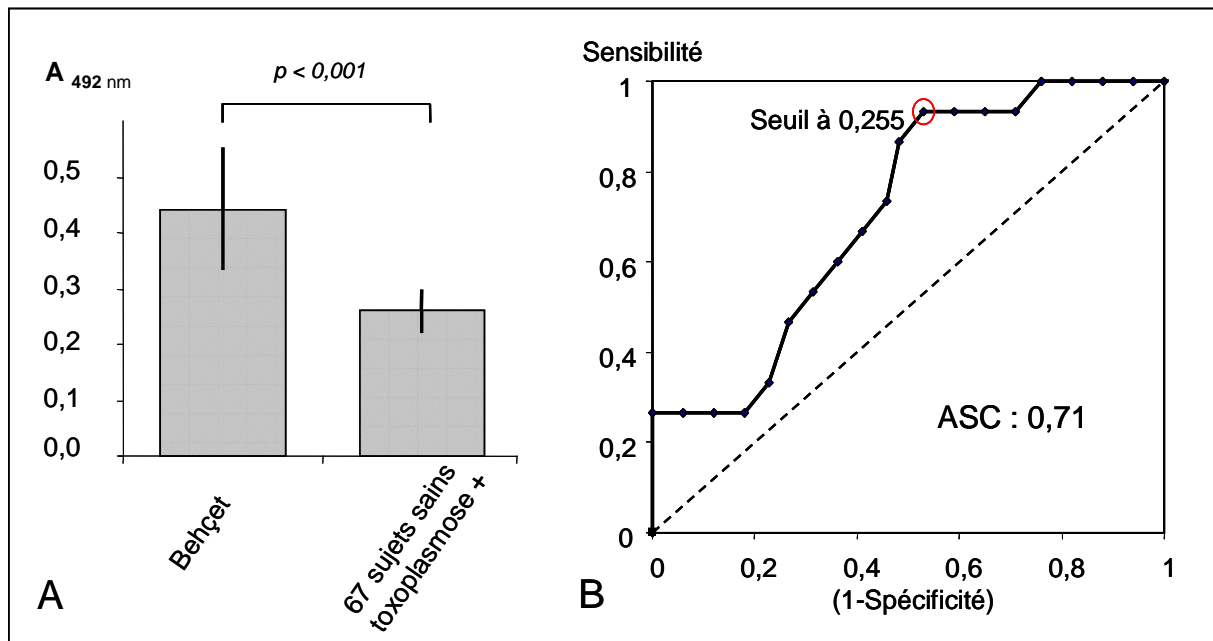 A 492 nm
p < 0,001
0,5
0,4
0,3
0,2
0,1
0,0
Behçet
67 sujets sains
toxoplasmose +
A
Sensibilité
1
0,8
0,6
0,4
0,2
0
Seuil à 0,255
ASC : 0,71
0 0,2 0,4 0,6 0,8 1
(1-Spécificité)
B